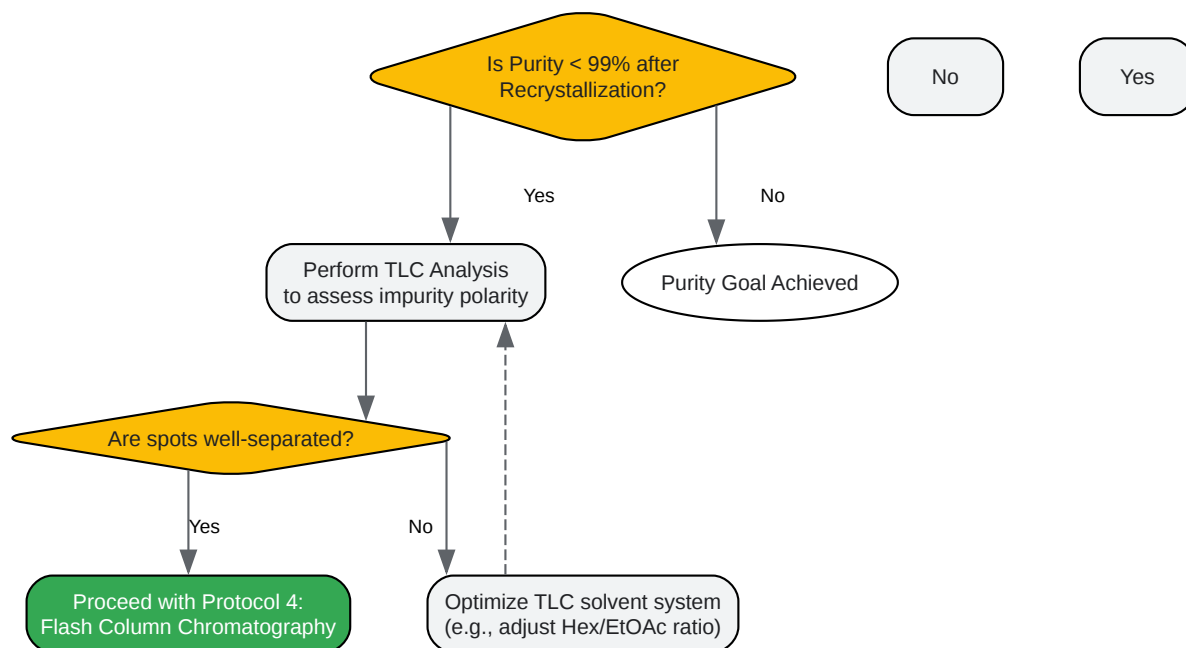 Is Purity < 99% after
Recrystallization?
No
Yes
Yes
No
Perform TLC Analysis
to assess impurity polarity
Purity Goal Achieved
Are spots well-separated?
Yes
No
Proceed with Protocol 4:
Flash Column Chromatography
Optimize TLC solvent system
(e.g., adjust Hex/EtOAc ratio)